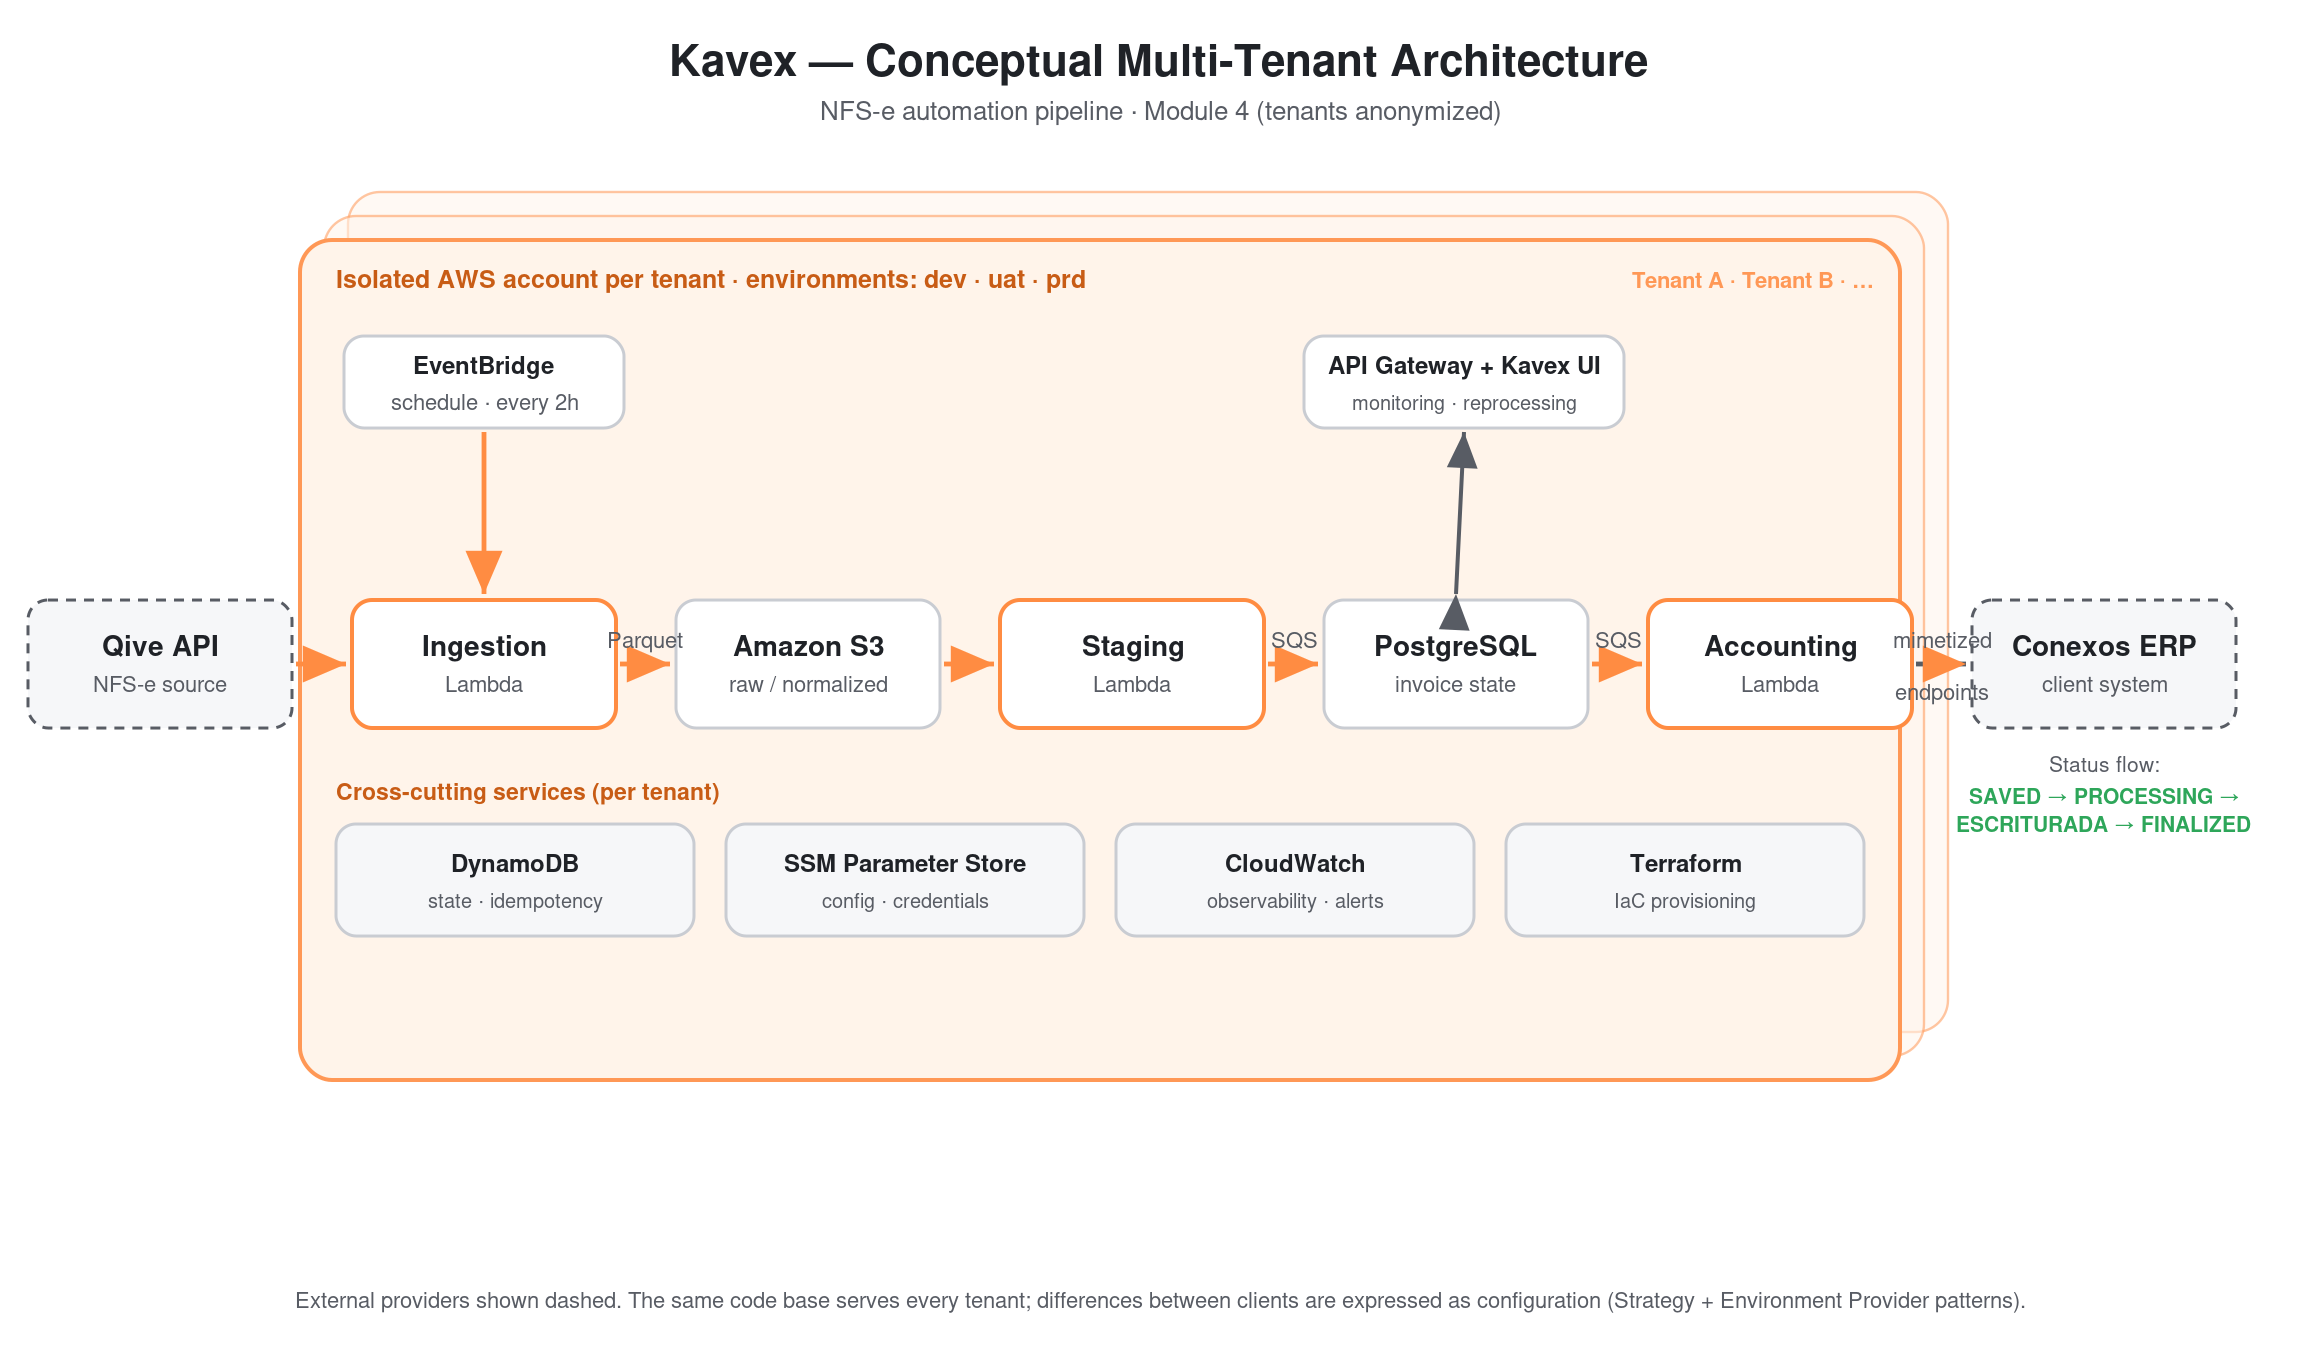 Kavex — Conceptual Multi-Tenant Architecture
NFS-e automation pipeline · Module 4 (tenants anonymized)
Isolated AWS account per tenant · environments: dev · uat · prd
Tenant A · Tenant B · …
EventBridge
schedule · every 2h
API Gateway + Kavex UI
monitoring · reprocessing
Qive API
NFS-e source
Ingestion
Lambda
Parquet
Amazon S3
raw / normalized
Staging
Lambda
SQS
PostgreSQL
invoice state
SQS
Accounting
Lambda
mimetized
endpoints
Conexos ERP
client system
Status flow:
SAVED → PROCESSING →
ESCRITURADA → FINALIZED
Cross-cutting services (per tenant)
DynamoDB
state · idempotency
SSM Parameter Store
config · credentials
CloudWatch
observability · alerts
Terraform
IaC provisioning
External providers shown dashed. The same code base serves every tenant; differences between clients are expressed as configuration (Strategy + Environment Provider patterns).